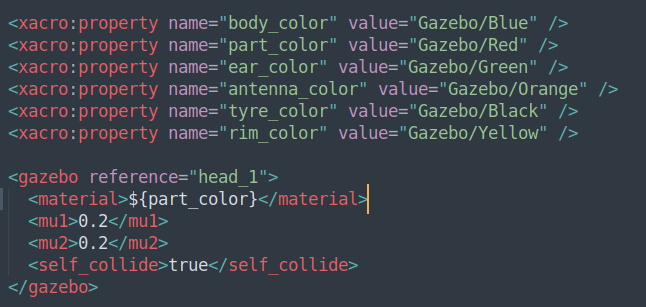 <xacro:property name="body_color" value="Gazebo/Blue" />
<xacro:property name="part_color" value="Gazebo/Red" />
<xacro:property name="ear_color" value="Gazebo/Green" />
<xacro:property name="antenna_color" value="Gazebo/Orange" />
<xacro:property name="tyre_color" value="Gazebo/Black" />
<xacro:property name="rim_color" value="Gazebo/Yellow" />

<gazebo reference="head_1">
  <material>${part_color}</material>
  <mu1>0.2</mu1>
  <mu2>0.2</mu2>
  <self_collide>true</self_collide>
</gazebo>